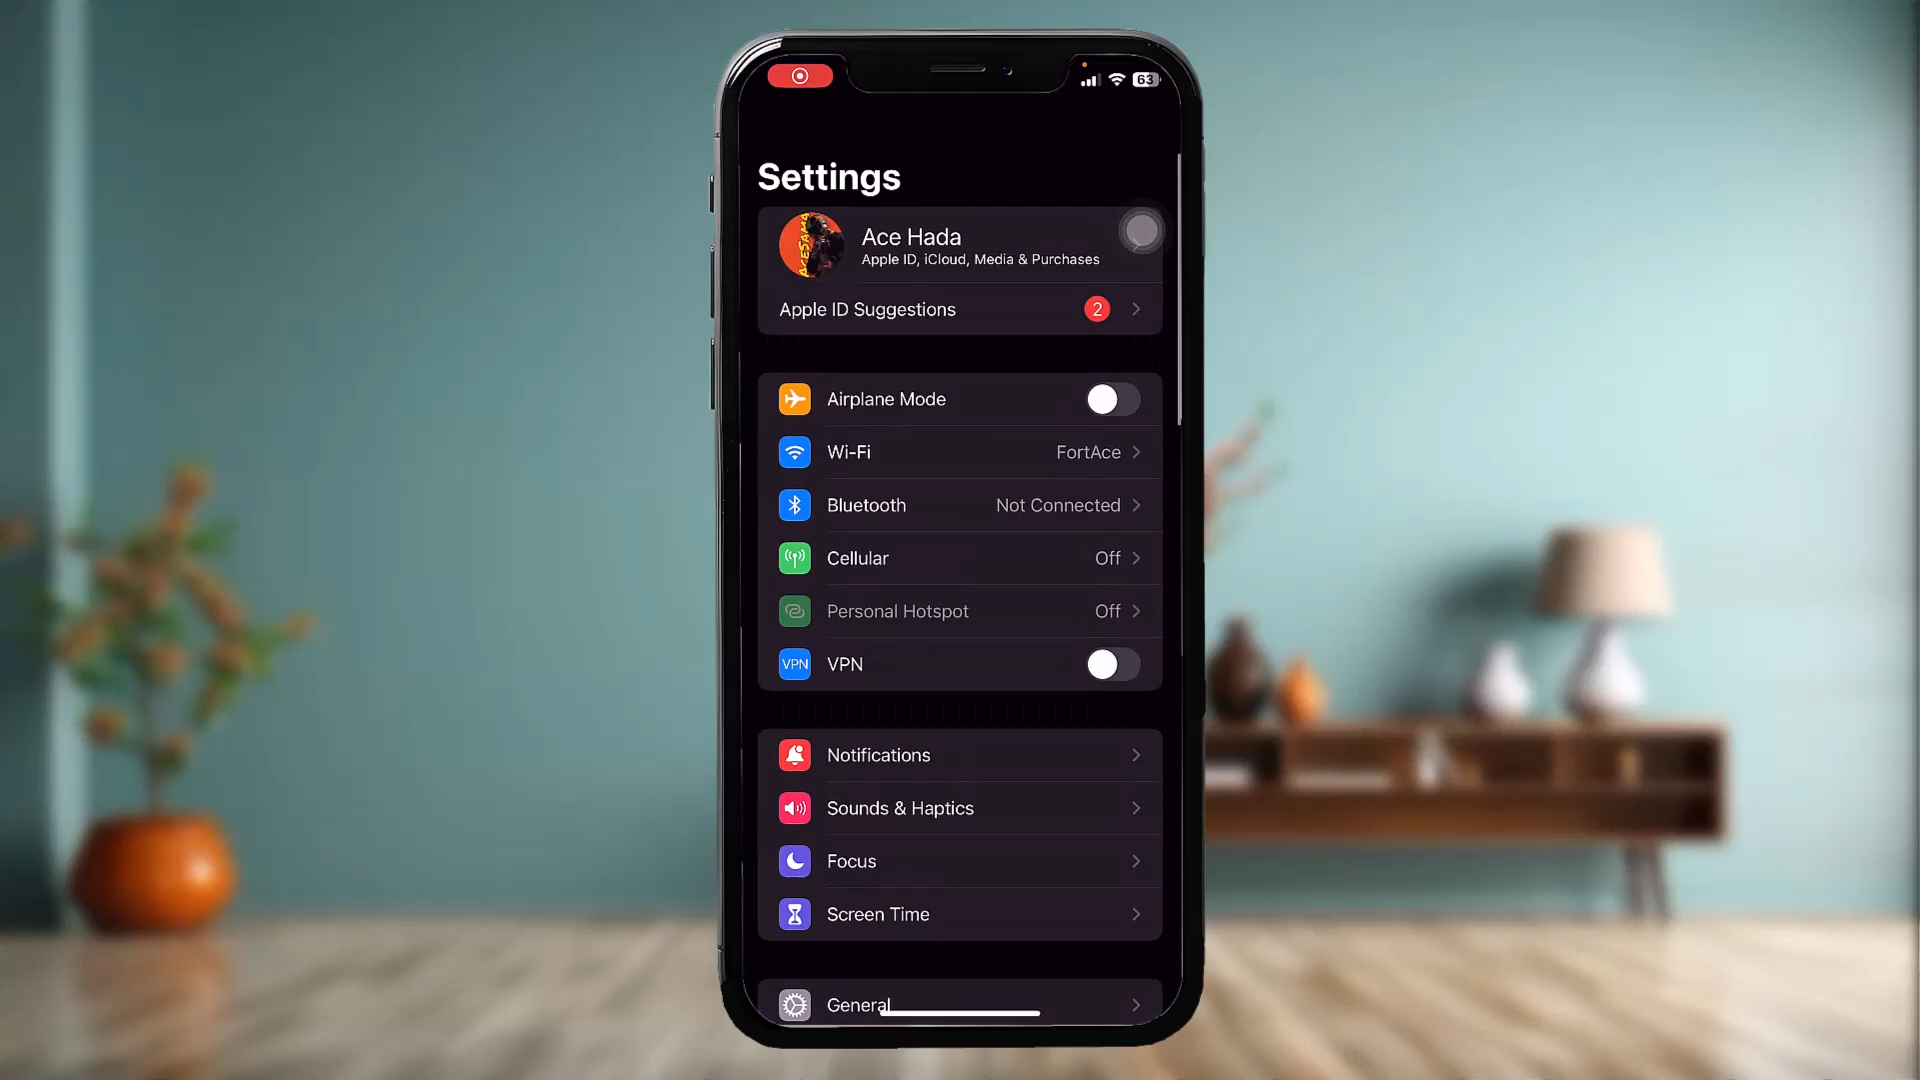 63
Settings
ACESAMA
Ace Hada
Apple ID, iCloud, Media & Purchases
Apple ID Suggestions 2
Airplane Mode
Wi-Fi FortAce
Bluetooth Not Connected
Cellular Off
Personal Hotspot Off
VPN VPN
Notifications
Sounds & Haptics
Focus
Screen Time
General